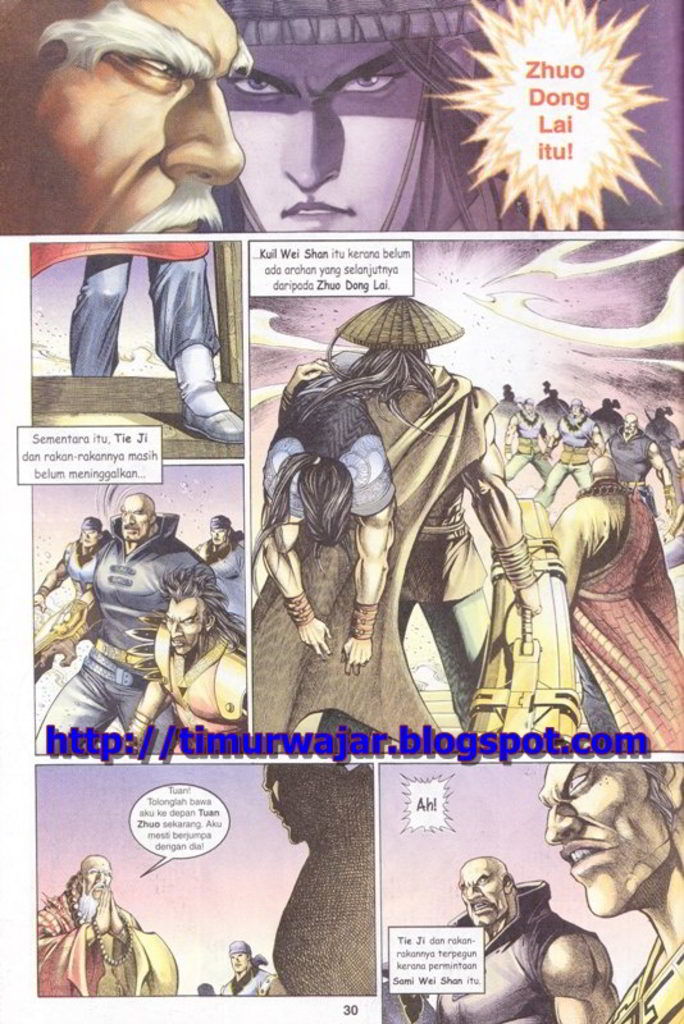 Zhuo
Dong
Lai
itu!
...Kuil Wei Shan itu kerana belum
ada arahan yang selanjutnya
daripada Zhuo Dong Lai.
Sementara itu, Tie Ji
dan rakan-rakannya masih
belum meninggalkan...
http://timurwajar.blogspot.com
Tuan!
Tolonglah bawa
aku ke depan Tuan
Zhuo sekarang. Aku
mesti berjumpa
dengan dia!
Ah!
Tie Ji dan rakan-
rakannya terpegun
kerana permintaan
Sami Wei Shan itu.
30